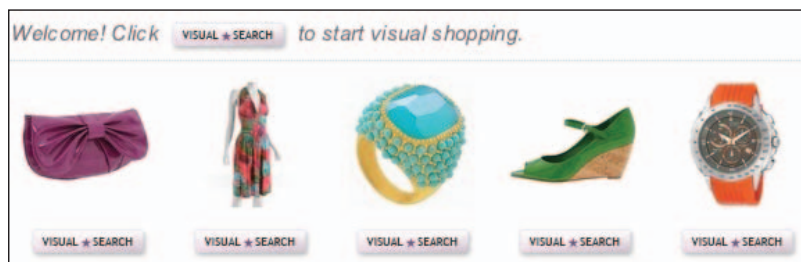 Welcome! Click VISUAL ★ SEARCH to start visual shopping.
VISUAL ★ SEARCH VISUAL ★ SEARCH VISUAL ★ SEARCH VISUAL ★ SEARCH VISUAL ★ SEARCH